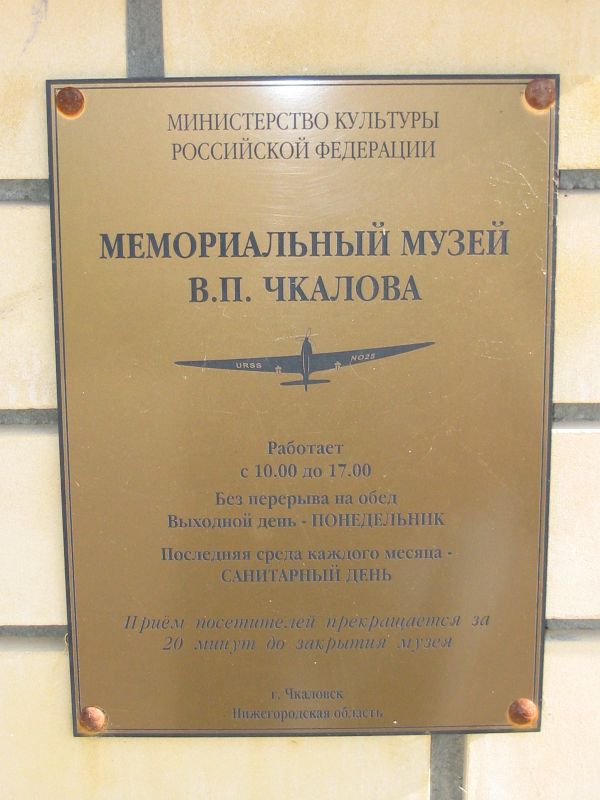 МИНИСТЕРСТВО КУЛЬТУРЫ
РОССИЙСКОЙ ФЕДЕРАЦИИ
МЕМОРИАЛЬНЫЙ МУЗЕЙ
В.П. ЧКАЛОВА
URSS NO25
Работает
с 10.00 до 17.00
Без перерыва на обед
Выходной день - ПОНЕДЕЛЬНИК
Последняя среда каждого месяца -
САНИТАРНЫЙ ДЕНЬ
Приём посетителей прекращается за
20 минут до закрытия музея
г. Чкаловск
Нижегородская область